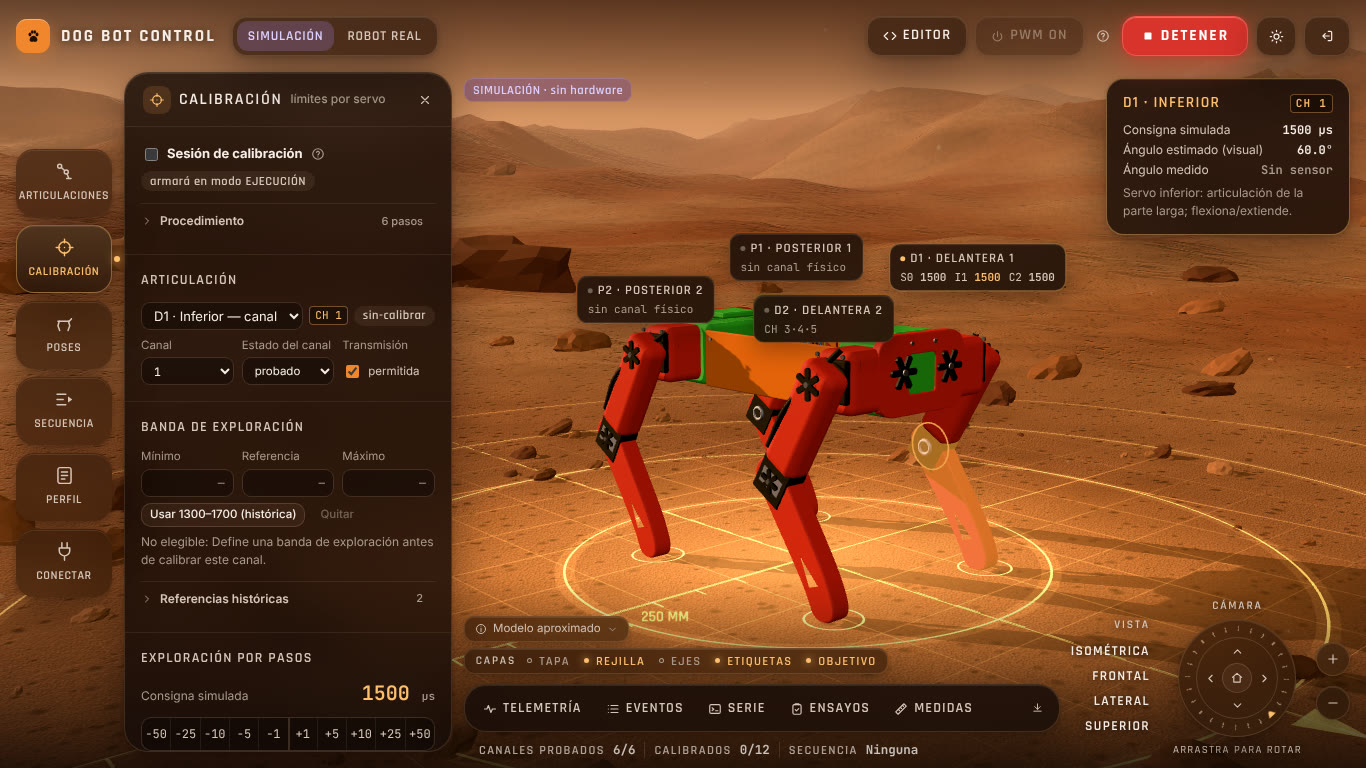 DOG BOT CONTROL
SIMULACIÓN
ROBOT REAL
EDITOR
PWM ON
DETENER
ARTICULACIONES
CALIBRACIÓN
POSES
SECUENCIA
PERFIL
CONECTAR
CALIBRACIÓN límites por servo
Sesión de calibración
armará en modo EJECUCIÓN
Procedimiento 6 pasos
ARTICULACIÓN
D1 · Inferior — canal CH 1 sin-calibrar
Canal Estado del canal Transmisión
1 probado permitida
BANDA DE EXPLORACIÓN
Mínimo Referencia Máximo
— — —
Usar 1300–1700 (histórica) Quitar
No elegible: Define una banda de exploración antes
de calibrar este canal.
Referencias históricas 2
EXPLORACIÓN POR PASOS
Consigna simulada 1500 µs
-50 -25 -10 -5 -1 +1 +5 +10 +25 +50
SIMULACIÓN · sin hardware
P1 · POSTERIOR 1
sin canal físico
D1 · DELANTERA 1
S0 1500 I1 1500 C2 1500
P2 · POSTERIOR 2
sin canal físico
D2 · DELANTERA 2
CH 3·4·5
250 MM
D1 · INFERIOR CH 1
Consigna simulada 1500 µs
Ángulo estimado (visual) 60.0°
Ángulo medido Sin sensor
Servo inferior: articulación de la
parte larga; flexiona/extiende.
Modelo aproximado
CAPAS TAPA REJILLA EJES ETIQUETAS OBJETIVO
TELEMETRÍA EVENTOS SERIE ENSAYOS MEDIDAS
CANALES PROBADOS 6/6 CALIBRADOS 0/12 SECUENCIA Ninguna
CÁMARA
VISTA
ISOMÉTRICA
FRONTAL
LATERAL
SUPERIOR
ARRASTRA PARA ROTAR